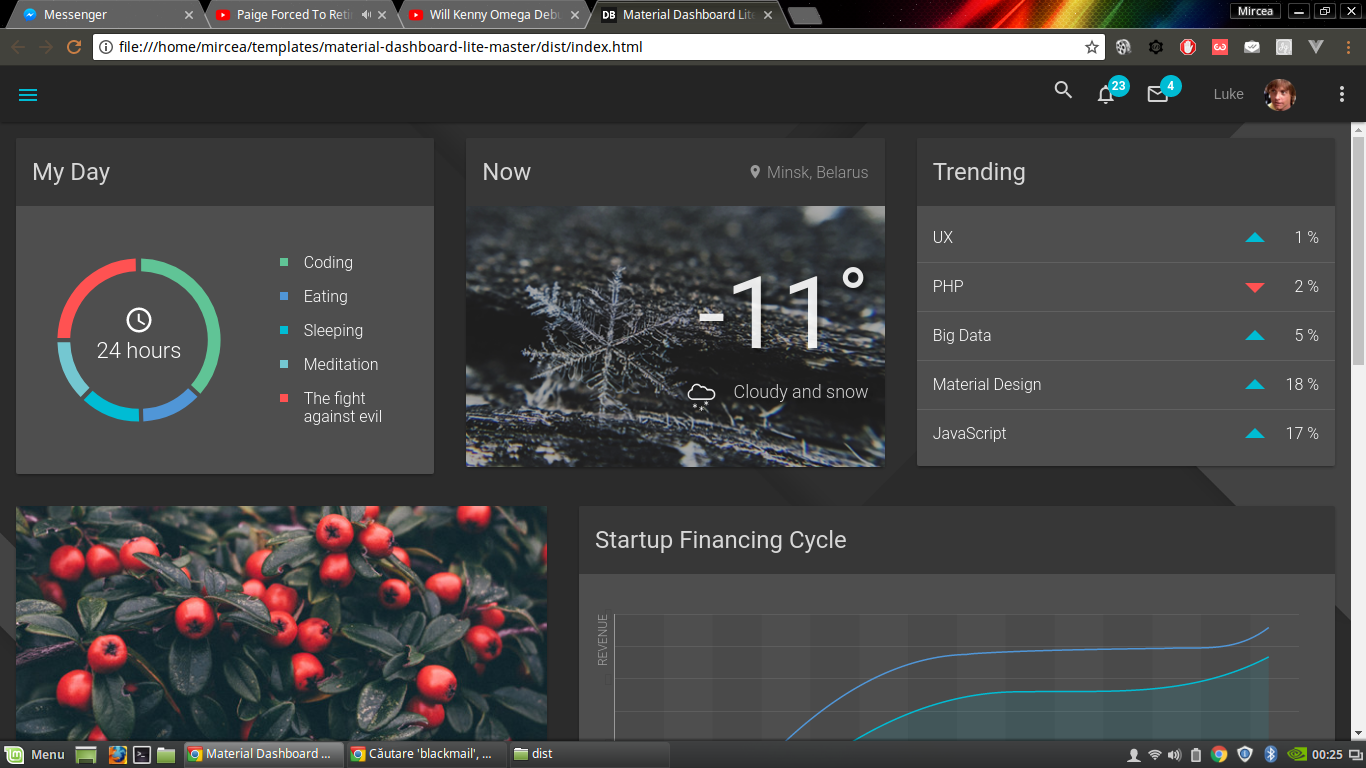 Messenger
Paige Forced To Reti
Will Kenny Omega Debu
DB Material Dashboard Lite
Mircea
file:///home/mircea/templates/material-dashboard-lite-master/dist/index.html
23
4
Luke
My Day
24 hours
Coding
Eating
Sleeping
Meditation
The fight
against evil
Now
Minsk, Belarus
-11°
Cloudy and snow
Trending
UX 1 %
PHP 2 %
Big Data 5 %
Material Design 18 %
JavaScript 17 %
Startup Financing Cycle
REVENUE
Menu
Material Dashboard ...
Căutare 'blackmail', ...
dist
00:25